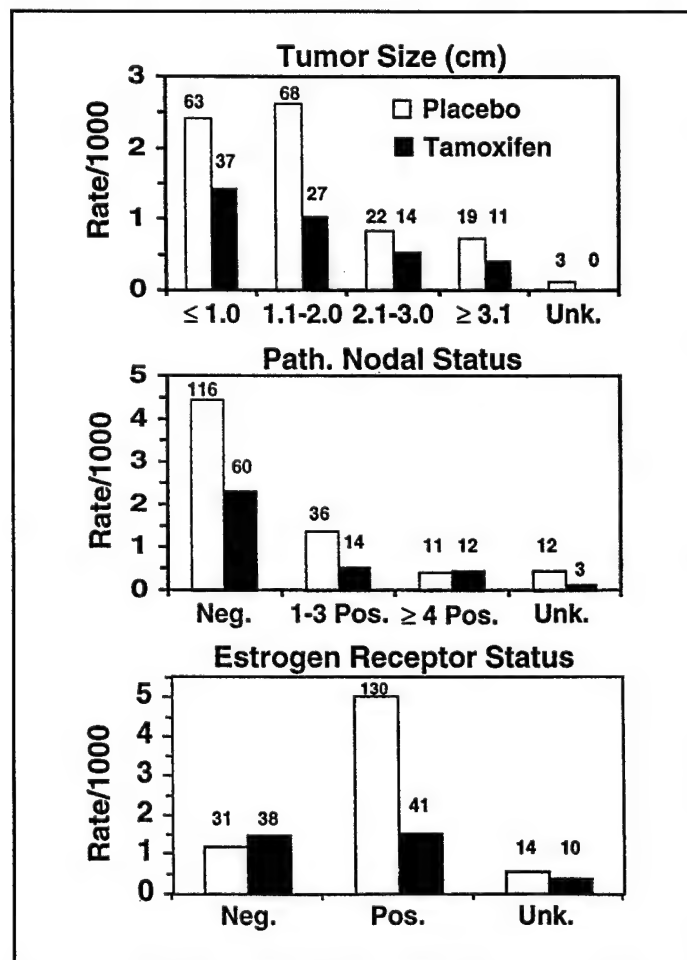 Tumor Size (cm)
Rate/1000
3
2
1
0
63
37
68
27
22
14
19
11
3
0
Placebo
Tamoxifen
≤ 1.0
1.1-2.0
2.1-3.0
≥ 3.1
Unk.
Path. Nodal Status
Rate/1000
5
4
3
2
1
0
116
60
36
14
11
12
12
3
Neg.
1-3 Pos.
≥ 4 Pos.
Unk.
Estrogen Receptor Status
Rate/1000
5
4
3
2
1
0
31
38
130
41
14
10
Neg.
Pos.
Unk.